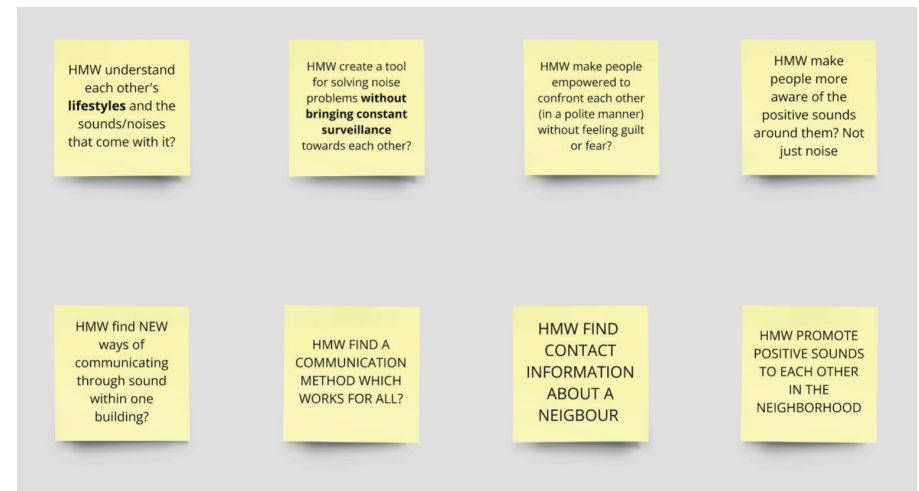 HMW understand
each other's
lifestyles and the
sounds/noises
that come with it?
HMW create a tool
for solving noise
problems without
bringing constant
surveillance
towards each other?
HMW make people
empowered to
confront each other
(in a polite manner)
without feeling guilt
or fear?
HMW make
people more
aware of the
positive sounds
around them? Not
just noise
HMW find NEW
ways of
communicating
through sound
within one
building?
HMW FIND A
COMMUNICATION
METHOD WHICH
WORKS FOR ALL?
HMW FIND
CONTACT
INFORMATION
ABOUT A
NEIGBOUR
HMW PROMOTE
POSITIVE SOUNDS
TO EACH OTHER
IN THE
NEIGHBORHOOD